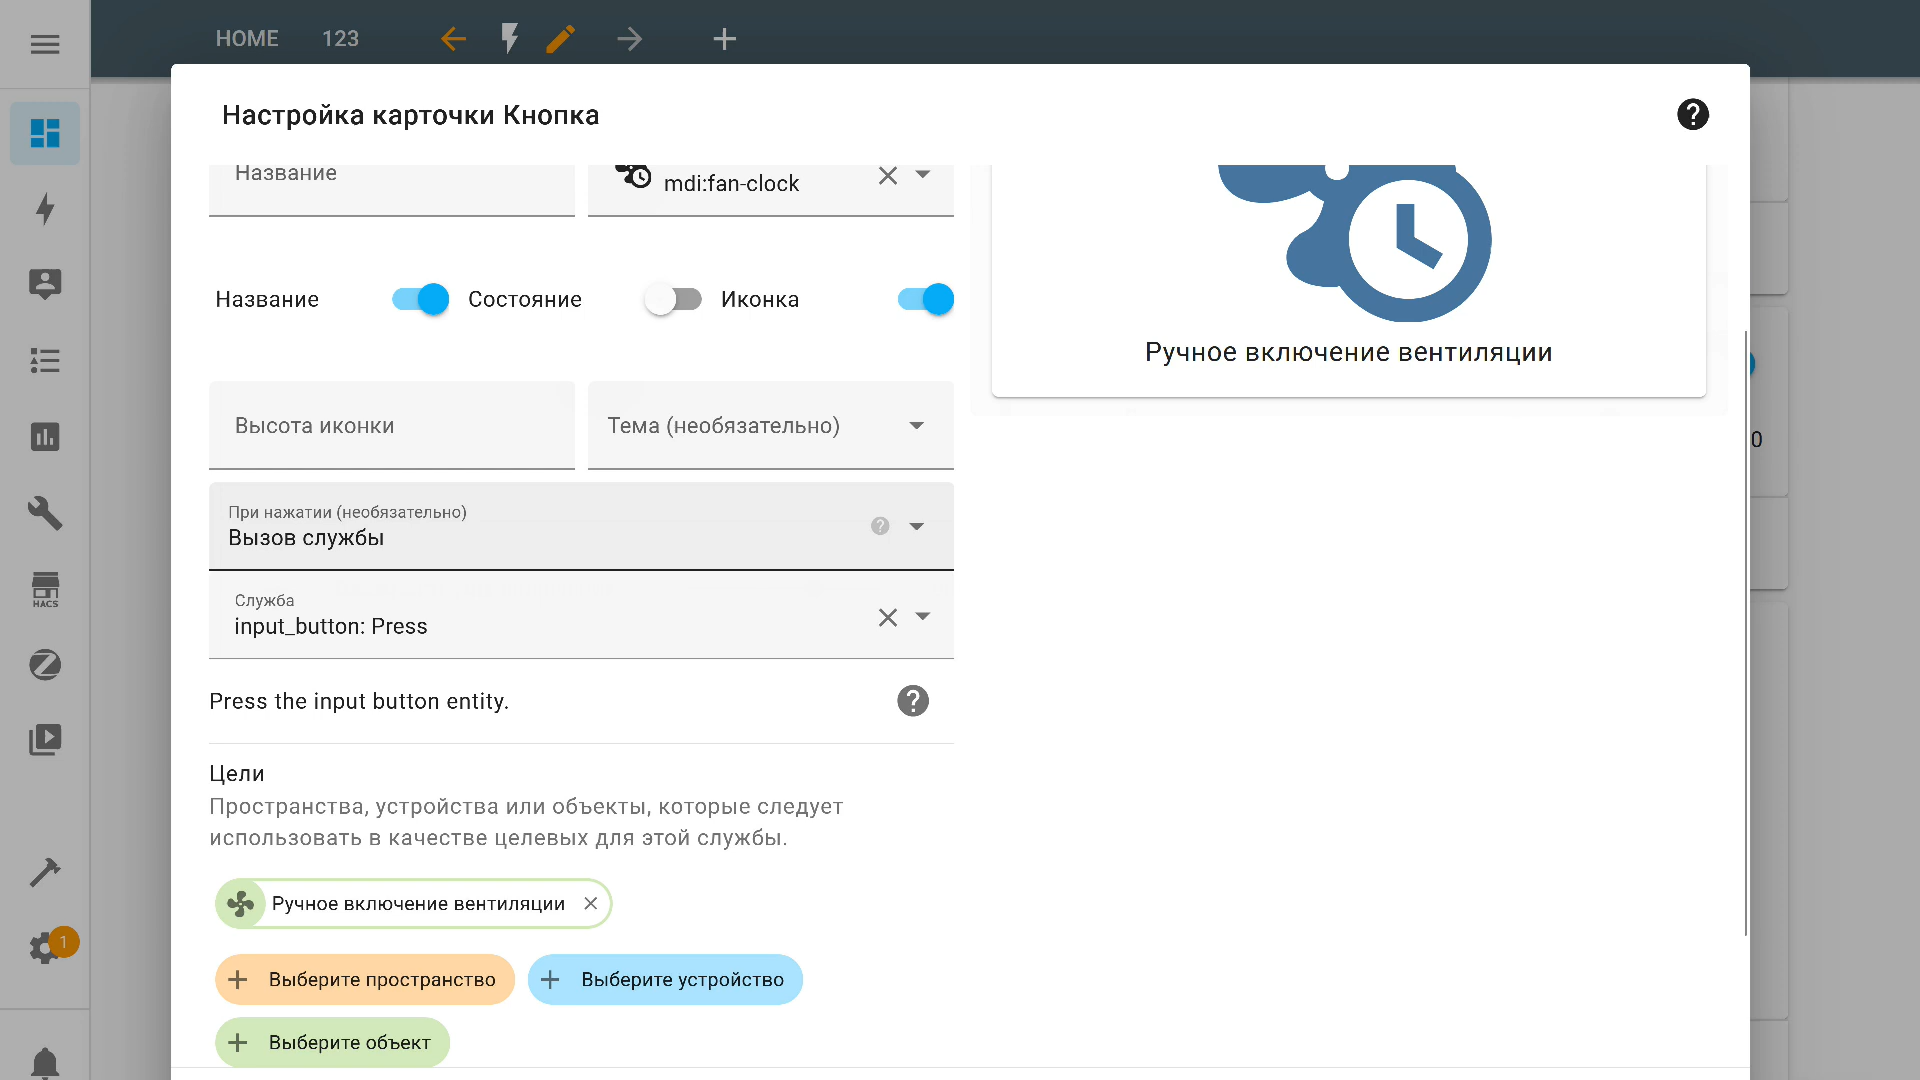 HOME
123
Настройка карточки Кнопка
Название
mdi:fan-clock
Название
Состояние
Иконка
Ручное включение вентиляции
Высота иконки
Тема (необязательно)
При нажатии (необязательно)
Вызов службы
Служба
input_button: Press
Press the input button entity.
Цели
Пространства, устройства или объекты, которые следует
использовать в качестве целевых для этой службы.
Ручное включение вентиляции
Выберите пространство
Выберите устройство
Выберите объект
HACS
1
0